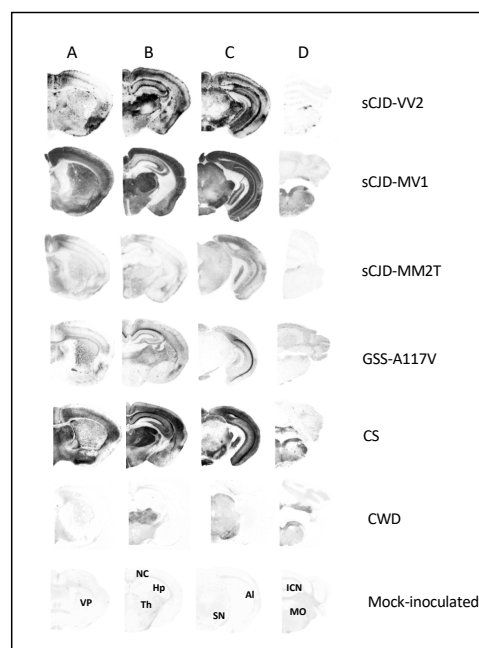 A B C D
sCJD-VV2
sCJD-MV1
sCJD-MM2T
GSS-A117V
CS
CWD
NC
Hp
VP
Th
SN
AI
ICN
MO
Mock-inoculated